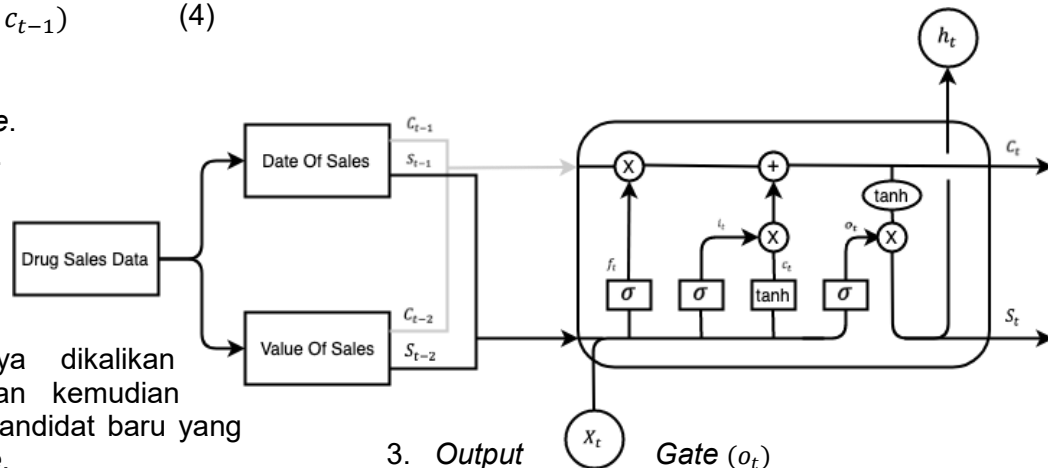 c_{t−1}) (4)
e.
h_t
C_{t−1}
C_t
Date Of Sales
S_{t−1}
X
+
tanh
Drug Sales Data
i_t
X
o_t
X
f_t
c_t
σ
σ
tanh
σ
C_{t−2}
S_t
Value Of Sales
S_{t−2}
ya dikalikan
an kemudian
andidat baru yang
X_t
3. Output Gate (o_t)